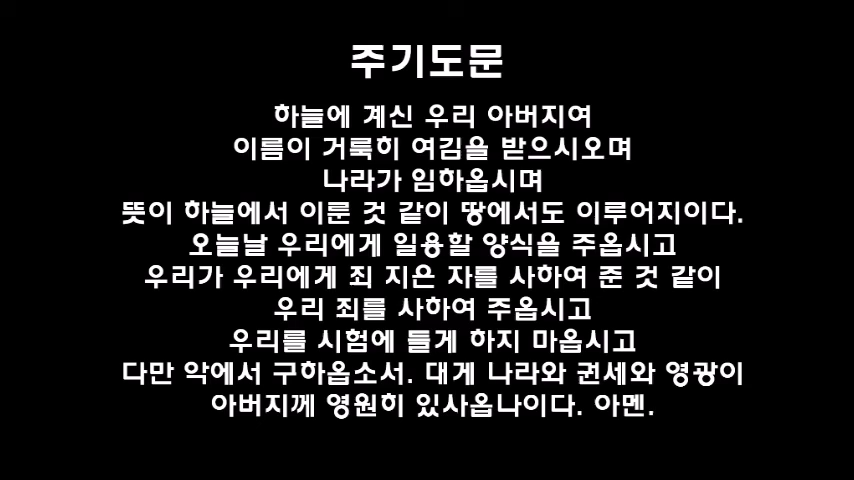 주기도문
하늘에 계신 우리 아버지여
이름이 거룩히 여김을 받으시오며
나라가 임하옵시며
뜻이 하늘에서 이룬 것 같이 땅에서도 이루어지이다.
오늘날 우리에게 일용할 양식을 주옵시고
우리가 우리에게 죄 지은 자를 사하여 준 것 같이
우리 죄를 사하여 주옵시고
우리를 시험에 들게 하지 마옵시고
다만 악에서 구하옵소서. 대게 나라와 권세와 영광이
아버지께 영원히 있사옵나이다. 아멘.